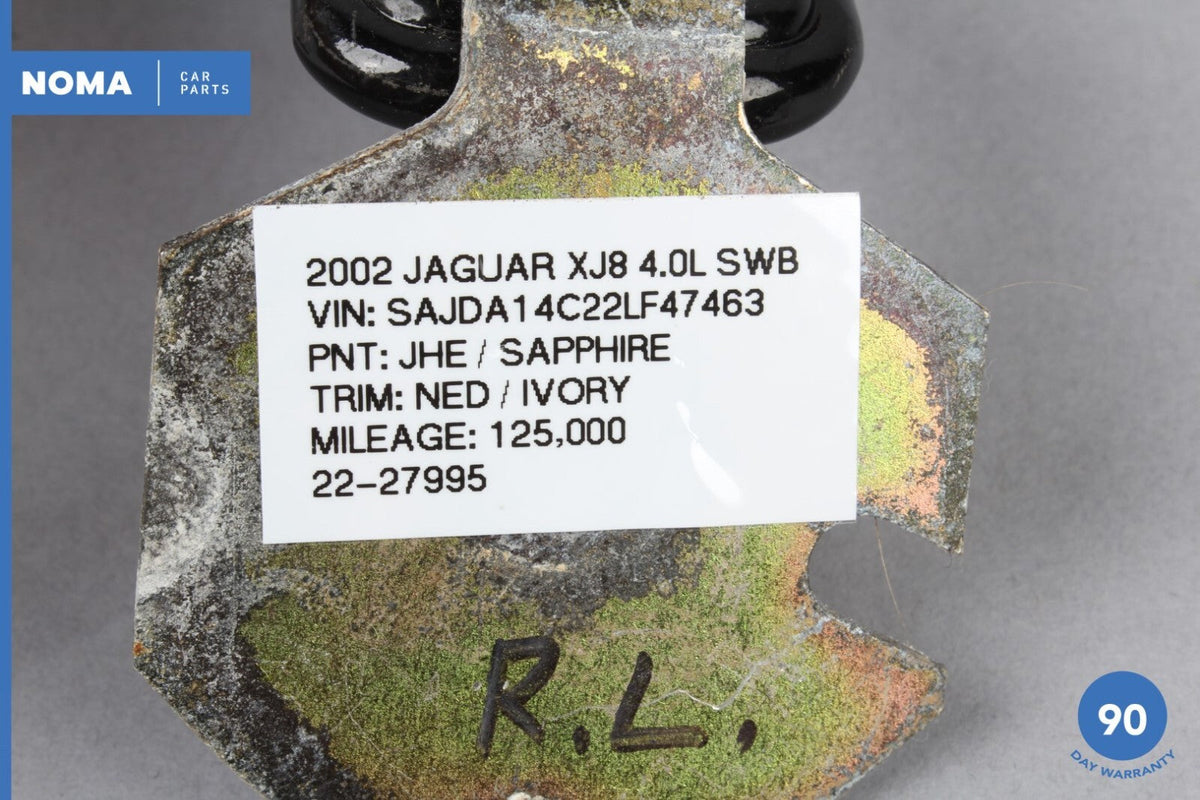 NOMA
CAR
PARTS
2002 JAGUAR XJ8 4.0L SWB
VIN: SAJDA14C22LF47463
PNT: JHE / SAPPHIRE
TRIM: NED / IVORY
MILEAGE: 125,000
22-27995
R.L.
90
DAY WARRANTY